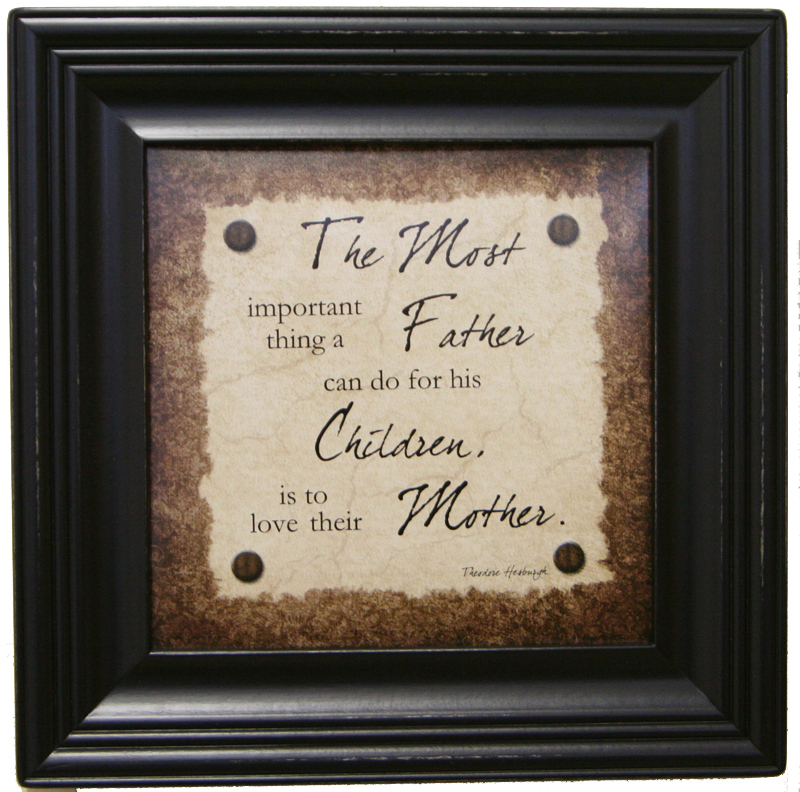 The Most
important
thing a Father
can do for his
Children,
is to
love their Mother.
Theodore Hesburgh